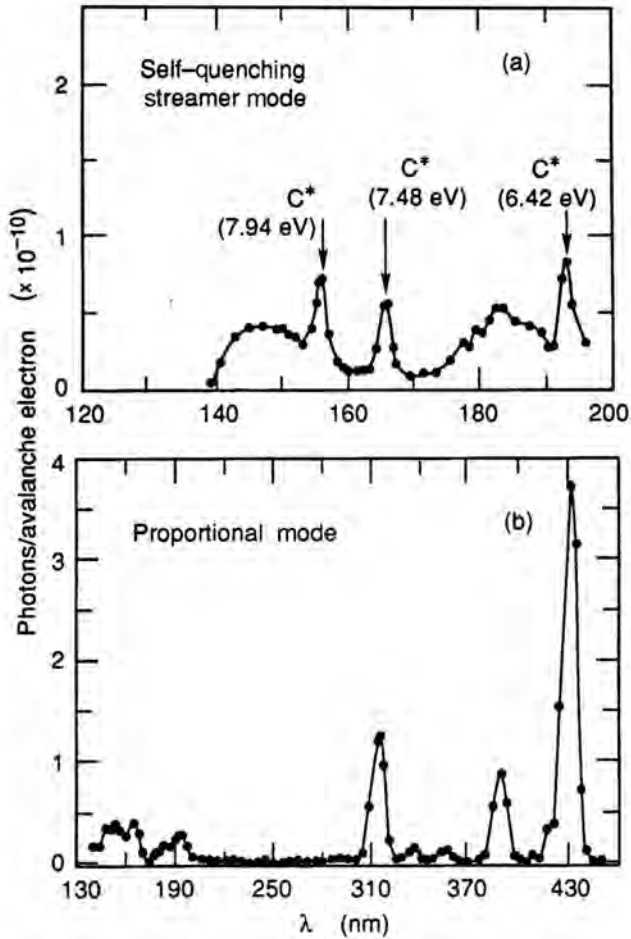 Photons/avalanche electron (x 10⁻¹⁰)
2
1
0
Self–quenching
streamer mode
(a)
C* (7.94 eV)
C* (7.48 eV)
C* (6.42 eV)
120 140 160 180 200
4
3
2
1
0
Proportional mode
(b)
130 190 250 310 370 430
λ (nm)